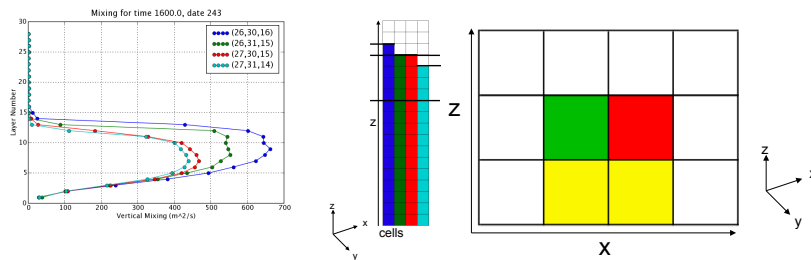 Mixing for time 1600.0, date 243
Layer Number
30
25
20
15
10
5
0
0 100 200 300 400 500 600 700
Vertical Mixing (m^2/s)
(26,30,16)
(26,31,15)
(27,30,15)
(27,31,14)
z
x
y
z
z
cells
z
x
z
x
y